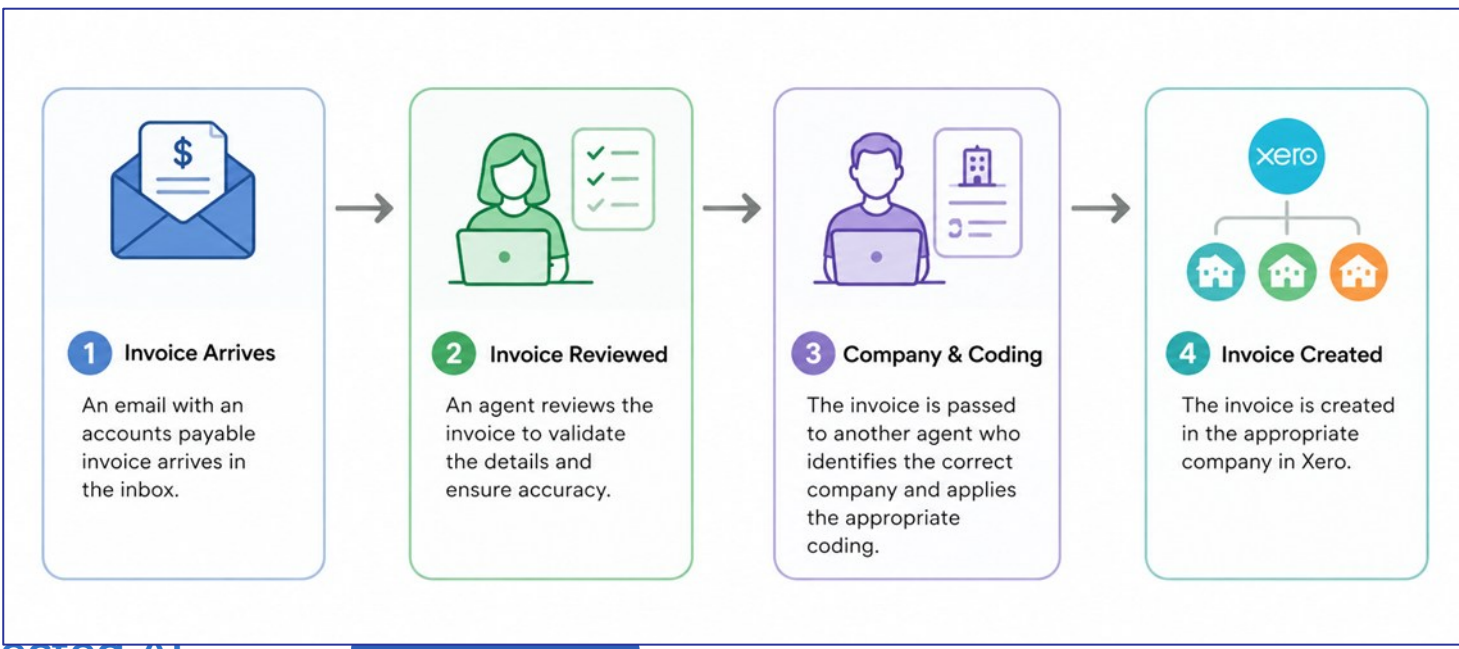 $
xero
1 Invoice Arrives
An email with an
accounts payable
invoice arrives in
the inbox.
2 Invoice Reviewed
An agent reviews the
invoice to validate
the details and
ensure accuracy.
3 Company & Coding
The invoice is passed
to another agent who
identifies the correct
company and applies
the appropriate
coding.
4 Invoice Created
The invoice is created
in the appropriate
company in Xero.